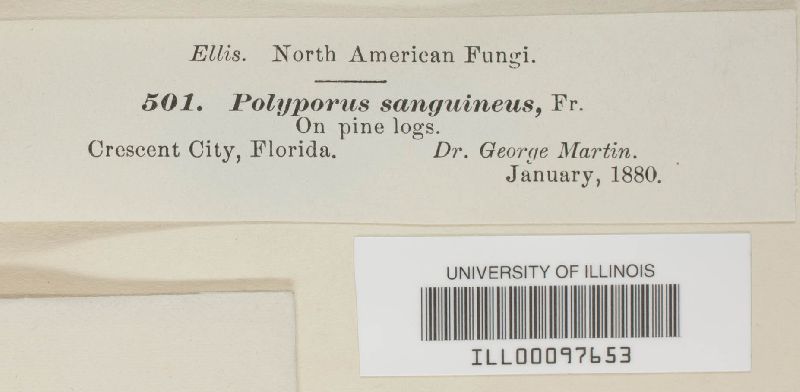 Ellis. North American Fungi.
501. Polyporus sanguineus, Fr.
On pine logs.
Crescent City, Florida. Dr. George Martin.
January, 1880.
UNIVERSITY OF ILLINOIS
ILL00097653